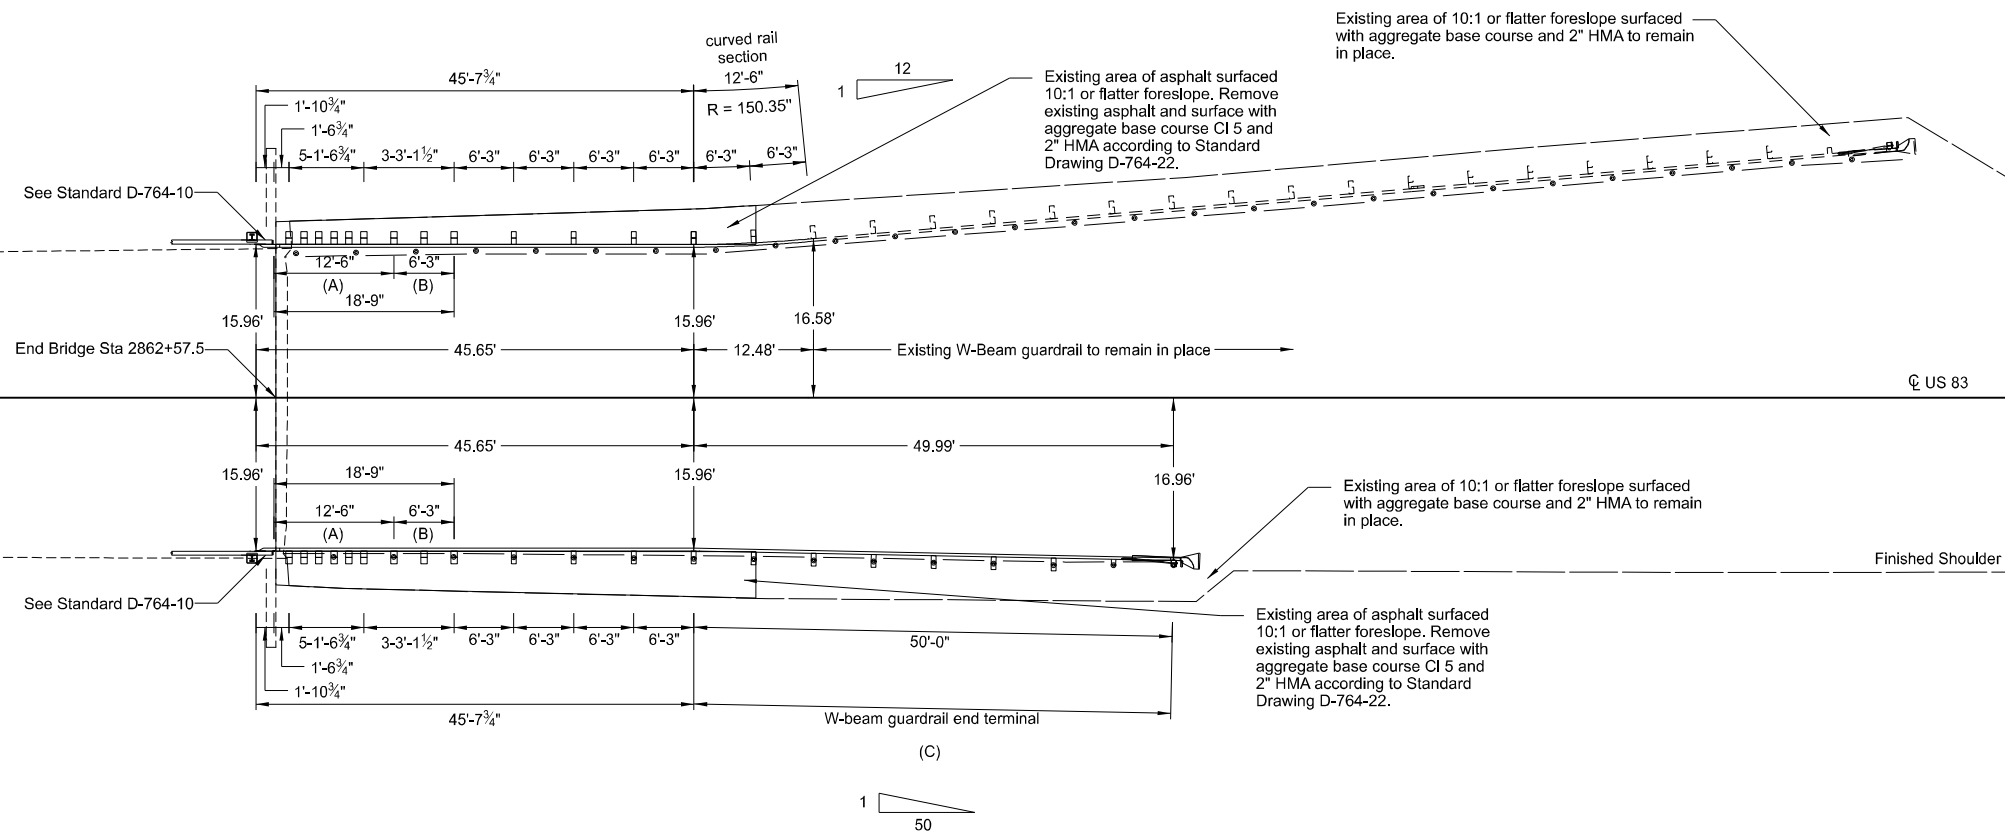 Existing area of 10:1 or flatter foreslope surfaced
with aggregate base course and 2" HMA to remain
in place.
curved rail
section
12'-6"
R = 150.35"
45'-7¾"
12
1
Existing area of asphalt surfaced
10:1 or flatter foreslope. Remove
existing asphalt and surface with
aggregate base course Cl 5 and
2" HMA according to Standard
Drawing D-764-22.
1'-10¾"
1'-6¾"
5-1'-6¾"
3-3'-1½"
6'-3"
6'-3"
6'-3"
6'-3"
6'-3"
6'-3"
See Standard D-764-10
12'-6"
6'-3"
(A)
(B)
18'-9"
15.96'
15.96'
16.58'
End Bridge Sta 2862+57.5
45.65'
12.48'
Existing W-Beam guardrail to remain in place
℄ US 83
45.65'
49.99'
15.96'
18'-9"
15.96'
16.96'
12'-6"
6'-3"
(A)
(B)
Existing area of 10:1 or flatter foreslope surfaced
with aggregate base course and 2" HMA to remain
in place.
Finished Shoulder
See Standard D-764-10
5-1'-6¾"
3-3'-1½"
6'-3"
6'-3"
6'-3"
6'-3"
50'-0"
1'-6¾"
1'-10¾"
45'-7¾"
W-beam guardrail end terminal
(C)
Existing area of asphalt surfaced
10:1 or flatter foreslope. Remove
existing asphalt and surface with
aggregate base course Cl 5 and
2" HMA according to Standard
Drawing D-764-22.
1
50